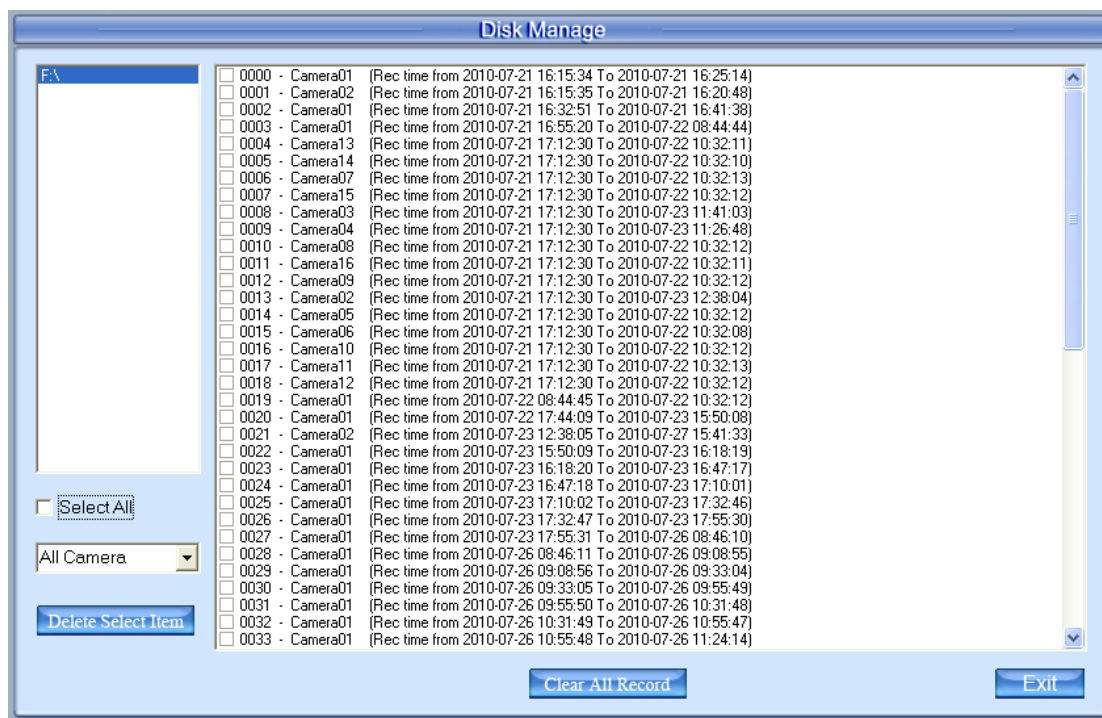 Disk Manage
F:\
0000 - Camera01 (Rec time from 2010-07-21 16:15:34 To 2010-07-21 16:25:14)
0001 - Camera02 (Rec time from 2010-07-21 16:15:35 To 2010-07-21 16:20:48)
0002 - Camera01 (Rec time from 2010-07-21 16:32:51 To 2010-07-21 16:41:38)
0003 - Camera01 (Rec time from 2010-07-21 16:55:20 To 2010-07-22 08:44:44)
0004 - Camera13 (Rec time from 2010-07-21 17:12:30 To 2010-07-22 10:32:11)
0005 - Camera14 (Rec time from 2010-07-21 17:12:30 To 2010-07-22 10:32:10)
0006 - Camera07 (Rec time from 2010-07-21 17:12:30 To 2010-07-22 10:32:13)
0007 - Camera15 (Rec time from 2010-07-21 17:12:30 To 2010-07-22 10:32:12)
0008 - Camera03 (Rec time from 2010-07-21 17:12:30 To 2010-07-23 11:41:03)
0009 - Camera04 (Rec time from 2010-07-21 17:12:30 To 2010-07-23 11:26:48)
0010 - Camera08 (Rec time from 2010-07-21 17:12:30 To 2010-07-22 10:32:12)
0011 - Camera16 (Rec time from 2010-07-21 17:12:30 To 2010-07-22 10:32:11)
0012 - Camera09 (Rec time from 2010-07-21 17:12:30 To 2010-07-22 10:32:12)
0013 - Camera02 (Rec time from 2010-07-21 17:12:30 To 2010-07-23 12:38:04)
0014 - Camera05 (Rec time from 2010-07-21 17:12:30 To 2010-07-22 10:32:12)
0015 - Camera06 (Rec time from 2010-07-21 17:12:30 To 2010-07-22 10:32:08)
0016 - Camera10 (Rec time from 2010-07-21 17:12:30 To 2010-07-22 10:32:12)
0017 - Camera11 (Rec time from 2010-07-21 17:12:30 To 2010-07-22 10:32:13)
0018 - Camera12 (Rec time from 2010-07-21 17:12:30 To 2010-07-22 10:32:12)
0019 - Camera01 (Rec time from 2010-07-22 08:44:45 To 2010-07-22 10:32:12)
0020 - Camera01 (Rec time from 2010-07-22 17:44:09 To 2010-07-23 15:50:08)
0021 - Camera02 (Rec time from 2010-07-23 12:38:05 To 2010-07-27 15:41:33)
0022 - Camera01 (Rec time from 2010-07-23 15:50:09 To 2010-07-23 16:18:19)
0023 - Camera01 (Rec time from 2010-07-23 16:18:20 To 2010-07-23 16:47:17)
0024 - Camera01 (Rec time from 2010-07-23 16:47:18 To 2010-07-23 17:10:01)
0025 - Camera01 (Rec time from 2010-07-23 17:10:02 To 2010-07-23 17:32:46)
0026 - Camera01 (Rec time from 2010-07-23 17:32:47 To 2010-07-23 17:55:30)
0027 - Camera01 (Rec time from 2010-07-23 17:55:31 To 2010-07-26 08:46:10)
0028 - Camera01 (Rec time from 2010-07-26 08:46:11 To 2010-07-26 09:08:55)
0029 - Camera01 (Rec time from 2010-07-26 09:08:56 To 2010-07-26 09:33:04)
0030 - Camera01 (Rec time from 2010-07-26 09:33:05 To 2010-07-26 09:55:49)
0031 - Camera01 (Rec time from 2010-07-26 09:55:50 To 2010-07-26 10:31:48)
0032 - Camera01 (Rec time from 2010-07-26 10:31:49 To 2010-07-26 10:55:47)
0033 - Camera01 (Rec time from 2010-07-26 10:55:48 To 2010-07-26 11:24:14)
Select All
All Camera
Delete Select Item
Clear All Record
Exit